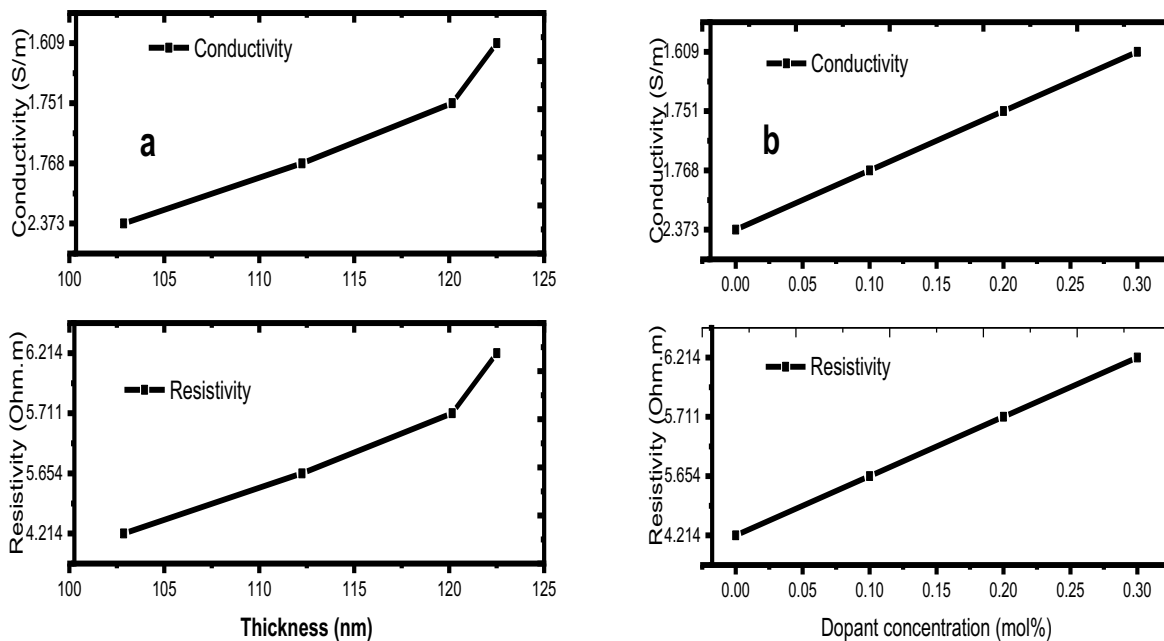 Conductivity (S/m)
1.609
1.751
1.768
2.373
Conductivity
a
100 105 110 115 120 125
Conductivity (S/m)
1.609
1.751
1.768
2.373
Conductivity
b
0.00 0.05 0.10 0.15 0.20 0.25 0.30
Resistivity (Ohm.m)
6.214
5.711
5.654
4.214
Resistivity
100 105 110 115 120 125
Thickness (nm)
Resistivity (Ohm.m)
6.214
5.711
5.654
4.214
Resistivity
0.00 0.05 0.10 0.15 0.20 0.25 0.30
Dopant concentration (mol%)